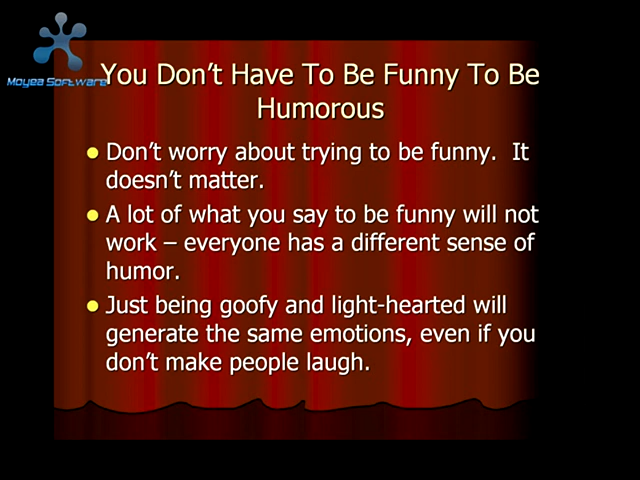 Moyea Software
You Don't Have To Be Funny To Be
Humorous
Don't worry about trying to be funny. It
doesn't matter.
A lot of what you say to be funny will not
work – everyone has a different sense of
humor.
Just being goofy and light-hearted will
generate the same emotions, even if you
don't make people laugh.